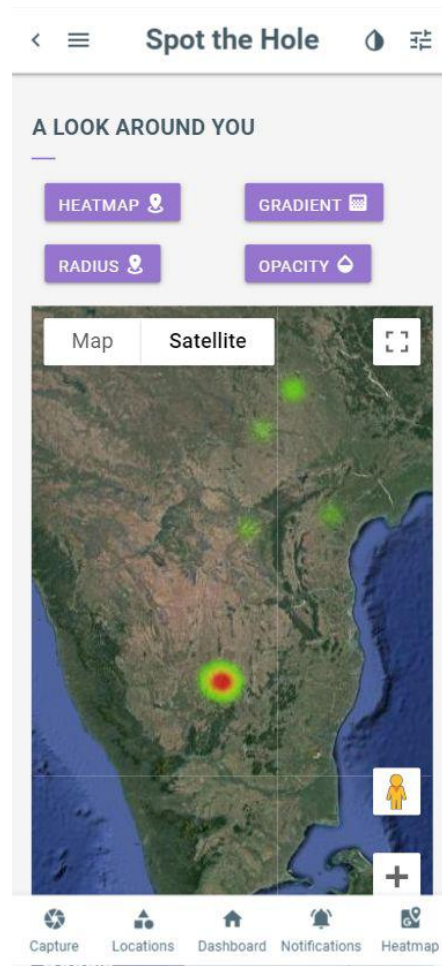 Spot the Hole
A LOOK AROUND YOU
HEATMAP
GRADIENT
RADIUS
OPACITY
Map
Satellite
Capture
Locations
Dashboard
Notifications
Heatmap